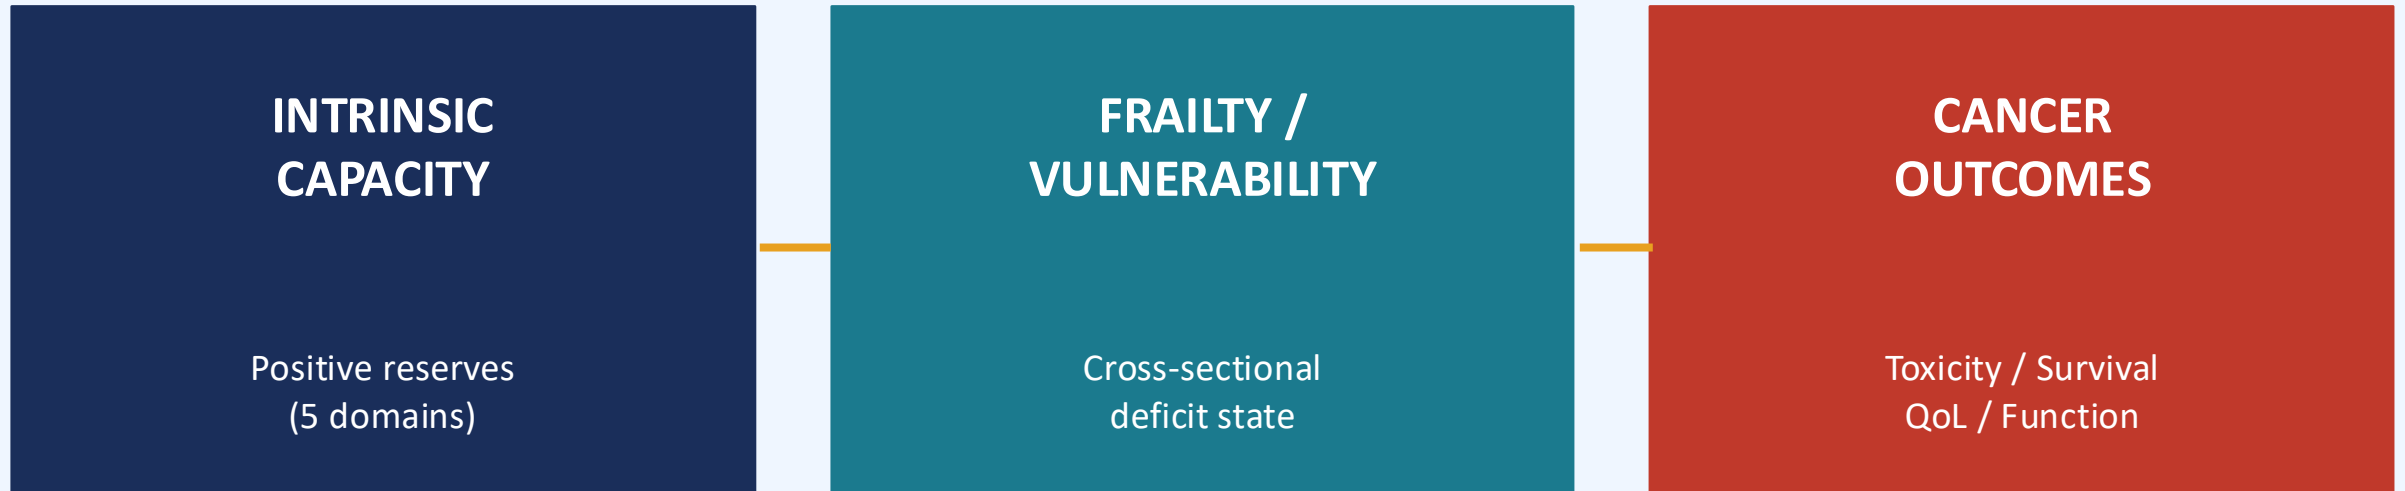 INTRINSIC
CAPACITY
Positive reserves
(5 domains)
FRAILTY /
VULNERABILITY
Cross-sectional
deficit state
CANCER
OUTCOMES
Toxicity / Survival
QoL / Function